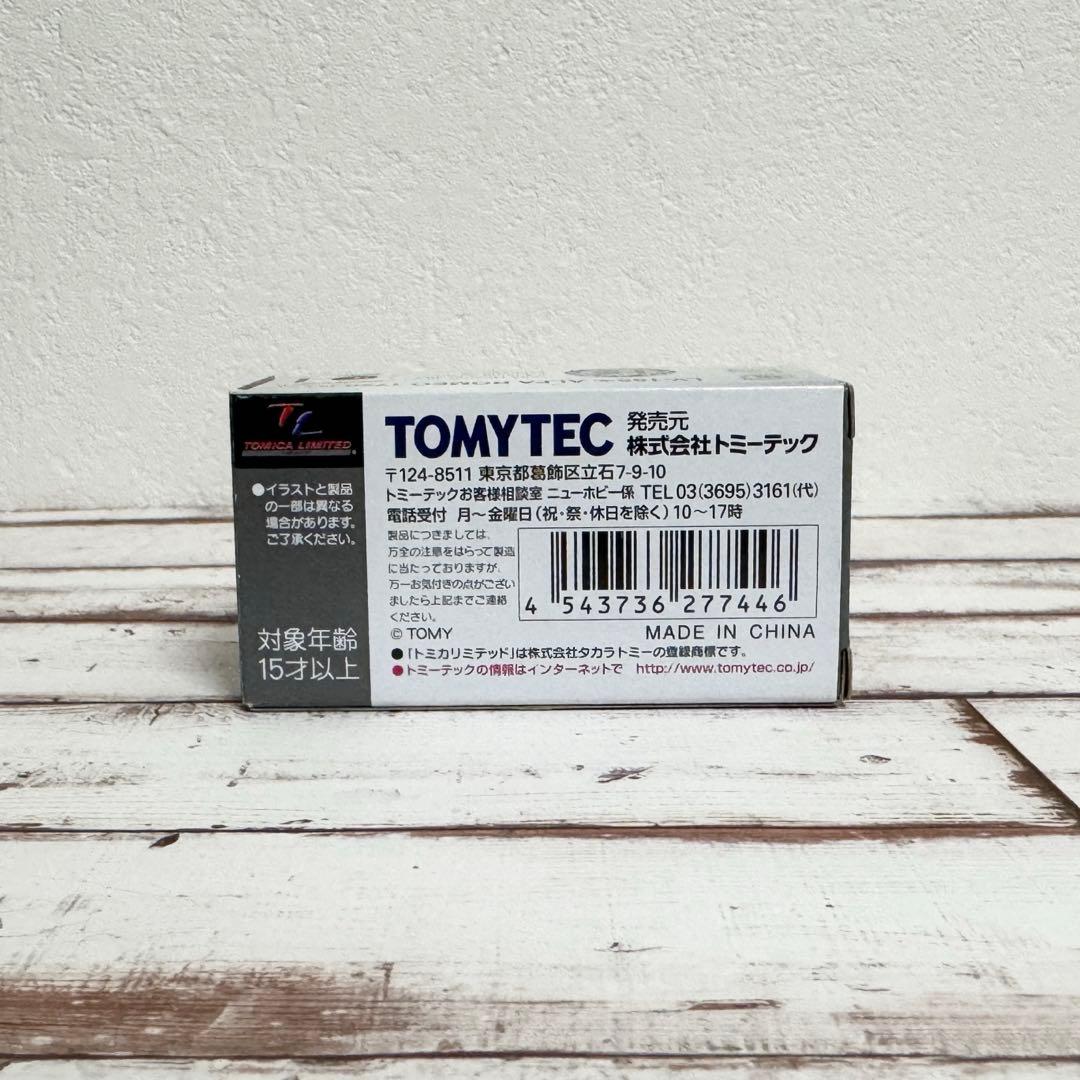 ALFA ROMEO
TL
TOMICA LIMITED®
●イラストと製品
の一部は異なる
場合があります。
ご了承ください。
対象年齢
15才以上
TOMYTEC
発売元
株式会社トミーテック
〒124-8511 東京都葛飾区立石7-9-10
トミーテックお客様相談室 ニューホビー係 TEL 03(3695)3161(代)
電話受付 月～金曜日(祝・祭・休日を除く)10～17時
製品につきましては、
万全の注意をはらって製造
に当たっておりますが、
万一お気付きの点がござい
ましたら上記までご連絡
ください。
4 543736 277446
© TOMY
MADE IN CHINA
●「トミカリミテッド」は株式会社タカラトミーの登録商標です。
●トミーテックの情報はインターネットで http://www.tomytec.co.jp/